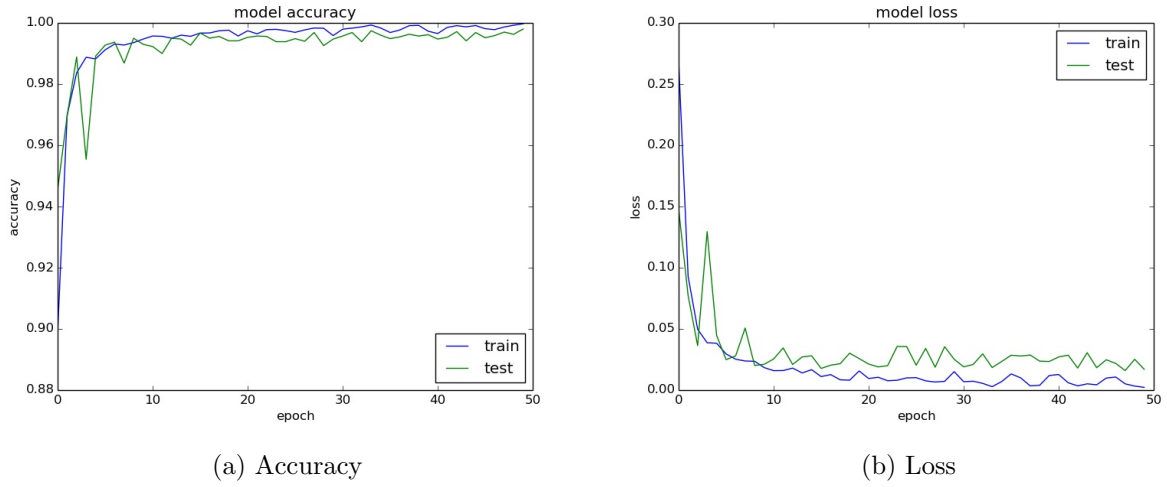 model accuracy
1.00
0.98
0.96
0.94
0.92
0.90
0.88
accuracy
0 10 20 30 40 50
epoch
train
test
(a) Accuracy
model loss
0.30
0.25
0.20
0.15
0.10
0.05
0.00
loss
0 10 20 30 40 50
epoch
train
test
(b) Loss